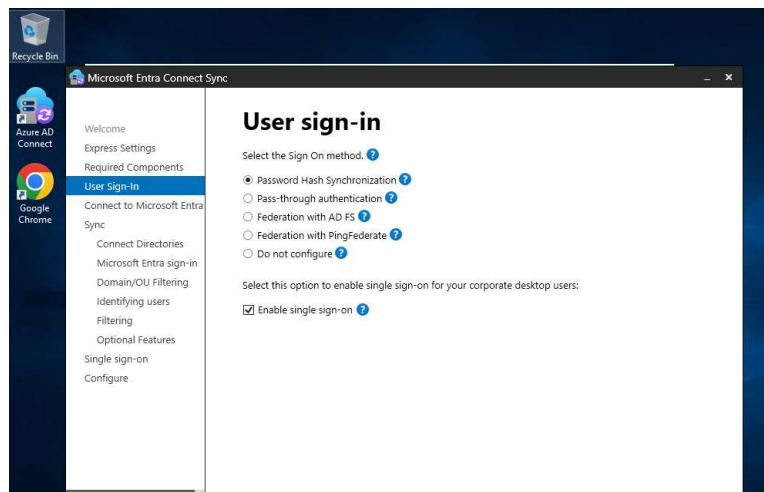 Recycle Bin
Microsoft Entra Connect Sync
Azure AD
Connect
Google
Chrome
Welcome
Express Settings
Required Components
User Sign-In
Connect to Microsoft Entra
Sync
Connect Directories
Microsoft Entra sign-in
Domain/OU Filtering
Identifying users
Filtering
Optional Features
Single sign-on
Configure
User sign-in
Select the Sign On method. ?
Password Hash Synchronization ?
Pass-through authentication ?
Federation with AD FS ?
Federation with PingFederate ?
Do not configure ?
Select this option to enable single sign-on for your corporate desktop users:
Enable single sign-on ?